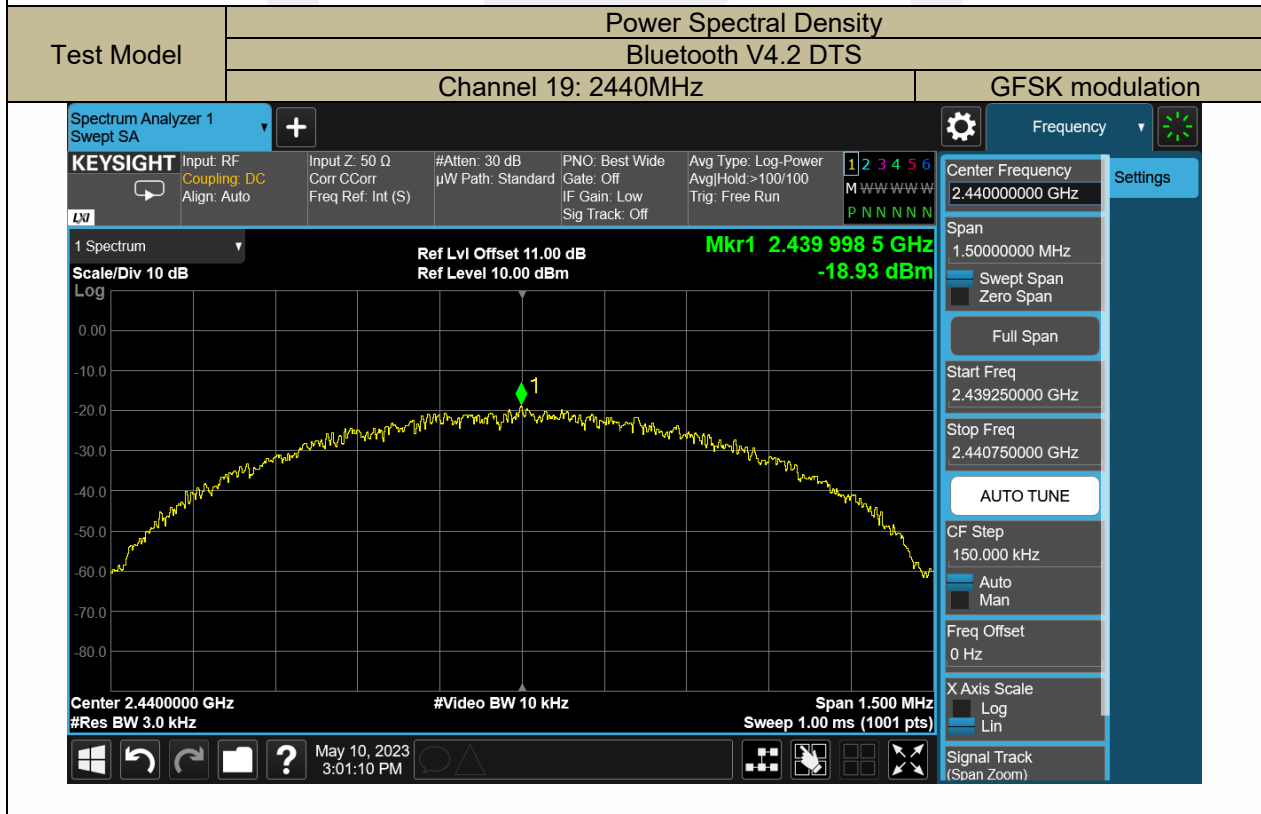 Test Model
Power Spectral Density
Bluetooth V4.2 DTS
Channel 19: 2440MHz
GFSK modulation
Spectrum Analyzer 1
Swept SA
Frequency
KEYSIGHT
LXI
Input: RF
Coupling: DC
Align: Auto
Input Z: 50 Ω
Corr CCorr
Freq Ref: Int (S)
#Atten: 30 dB
µW Path: Standard
PNO: Best Wide
Gate: Off
IF Gain: Low
Sig Track: Off
Avg Type: Log-Power
Avg|Hold:>100/100
Trig: Free Run
1 2 3 4 5 6
M W W W W W
P N N N N N
1 Spectrum
Scale/Div 10 dB
Log
Ref Lvl Offset 11.00 dB
Ref Level 10.00 dBm
Mkr1 2.439 998 5 GHz
-18.93 dBm
0.00
-10.0
-20.0
-30.0
-40.0
-50.0
-60.0
-70.0
-80.0
1
Center 2.4400000 GHz
#Res BW 3.0 kHz
#Video BW 10 kHz
Span 1.500 MHz
Sweep 1.00 ms (1001 pts)
?
May 10, 2023
3:01:10 PM
Center Frequency
2.440000000 GHz
Span
1.50000000 MHz
Swept Span
Zero Span
Full Span
Start Freq
2.439250000 GHz
Stop Freq
2.440750000 GHz
AUTO TUNE
CF Step
150.000 kHz
Auto
Man
Freq Offset
0 Hz
X Axis Scale
Log
Lin
Signal Track
(Span Zoom)
Settings